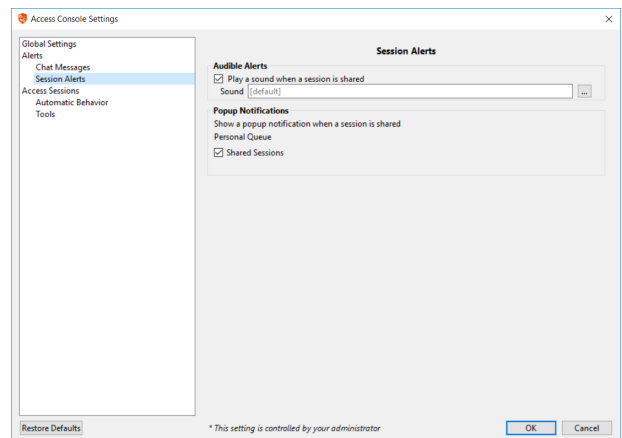 Access Console Settings
Global Settings
Alerts
Chat Messages
Session Alerts
Access Sessions
Automatic Behavior
Tools
Session Alerts
Audible Alerts
Play a sound when a session is shared
Sound [default] ...
Popup Notifications
Show a popup notification when a session is shared
Personal Queue
Shared Sessions
Restore Defaults
* This setting is controlled by your administrator
OK Cancel